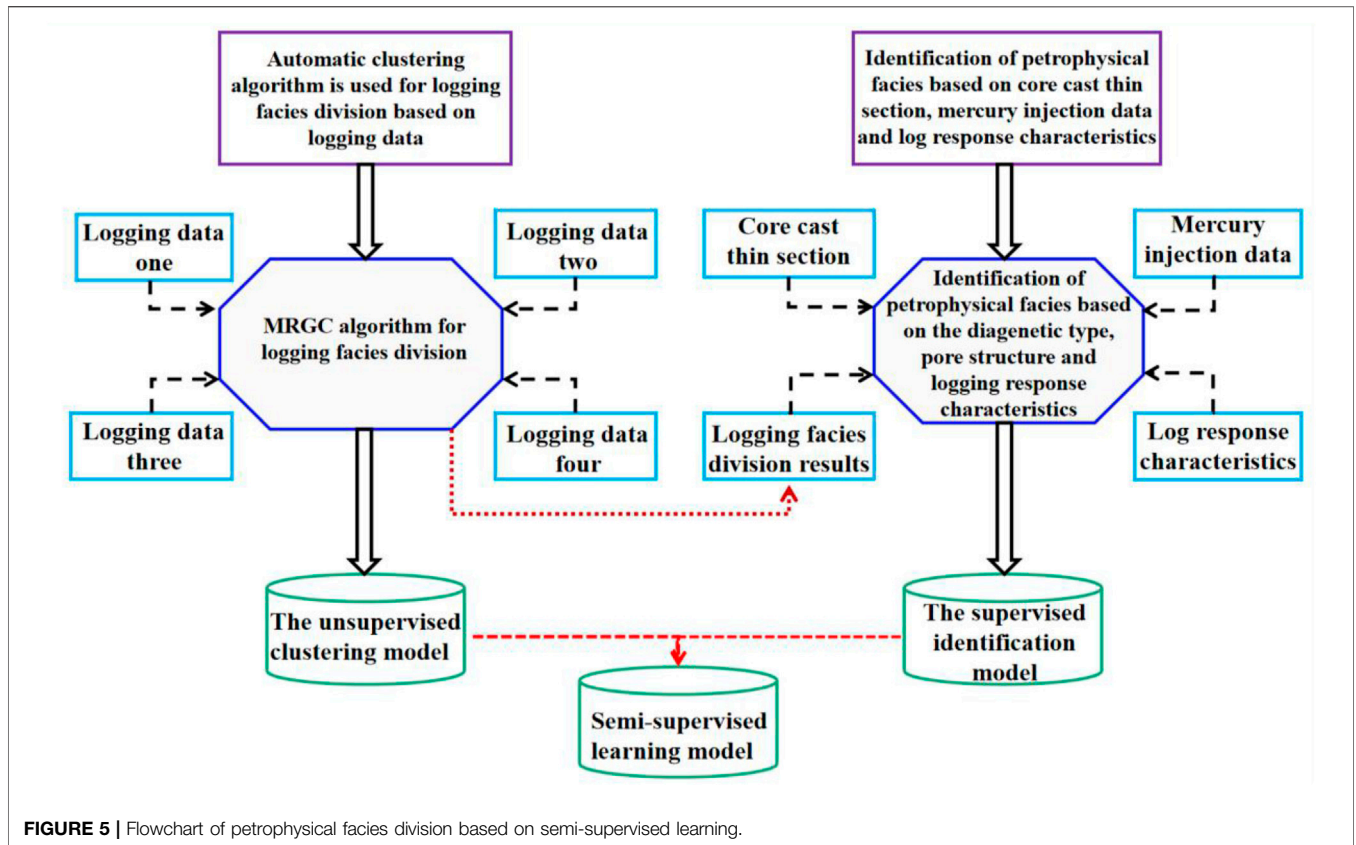 Automatic clustering
algorithm is used for logging
facies division based on
logging data
Identification of petrophysical
facies based on core cast thin
section, mercury injection data
and log response characteristics
Logging data
one
Logging data
two
MRGC algorithm for
logging facies division
Logging data
three
Logging data
four
Core cast
thin section
Mercury
injection data
Identification of
petrophysical facies based
on the diagenetic type,
pore structure and
logging response
characteristics
Logging facies
division results
Log response
characteristics
The unsupervised
clustering model
The supervised
identification
model
Semi-supervised
learning model
FIGURE 5 | Flowchart of petrophysical facies division based on semi-supervised learning.